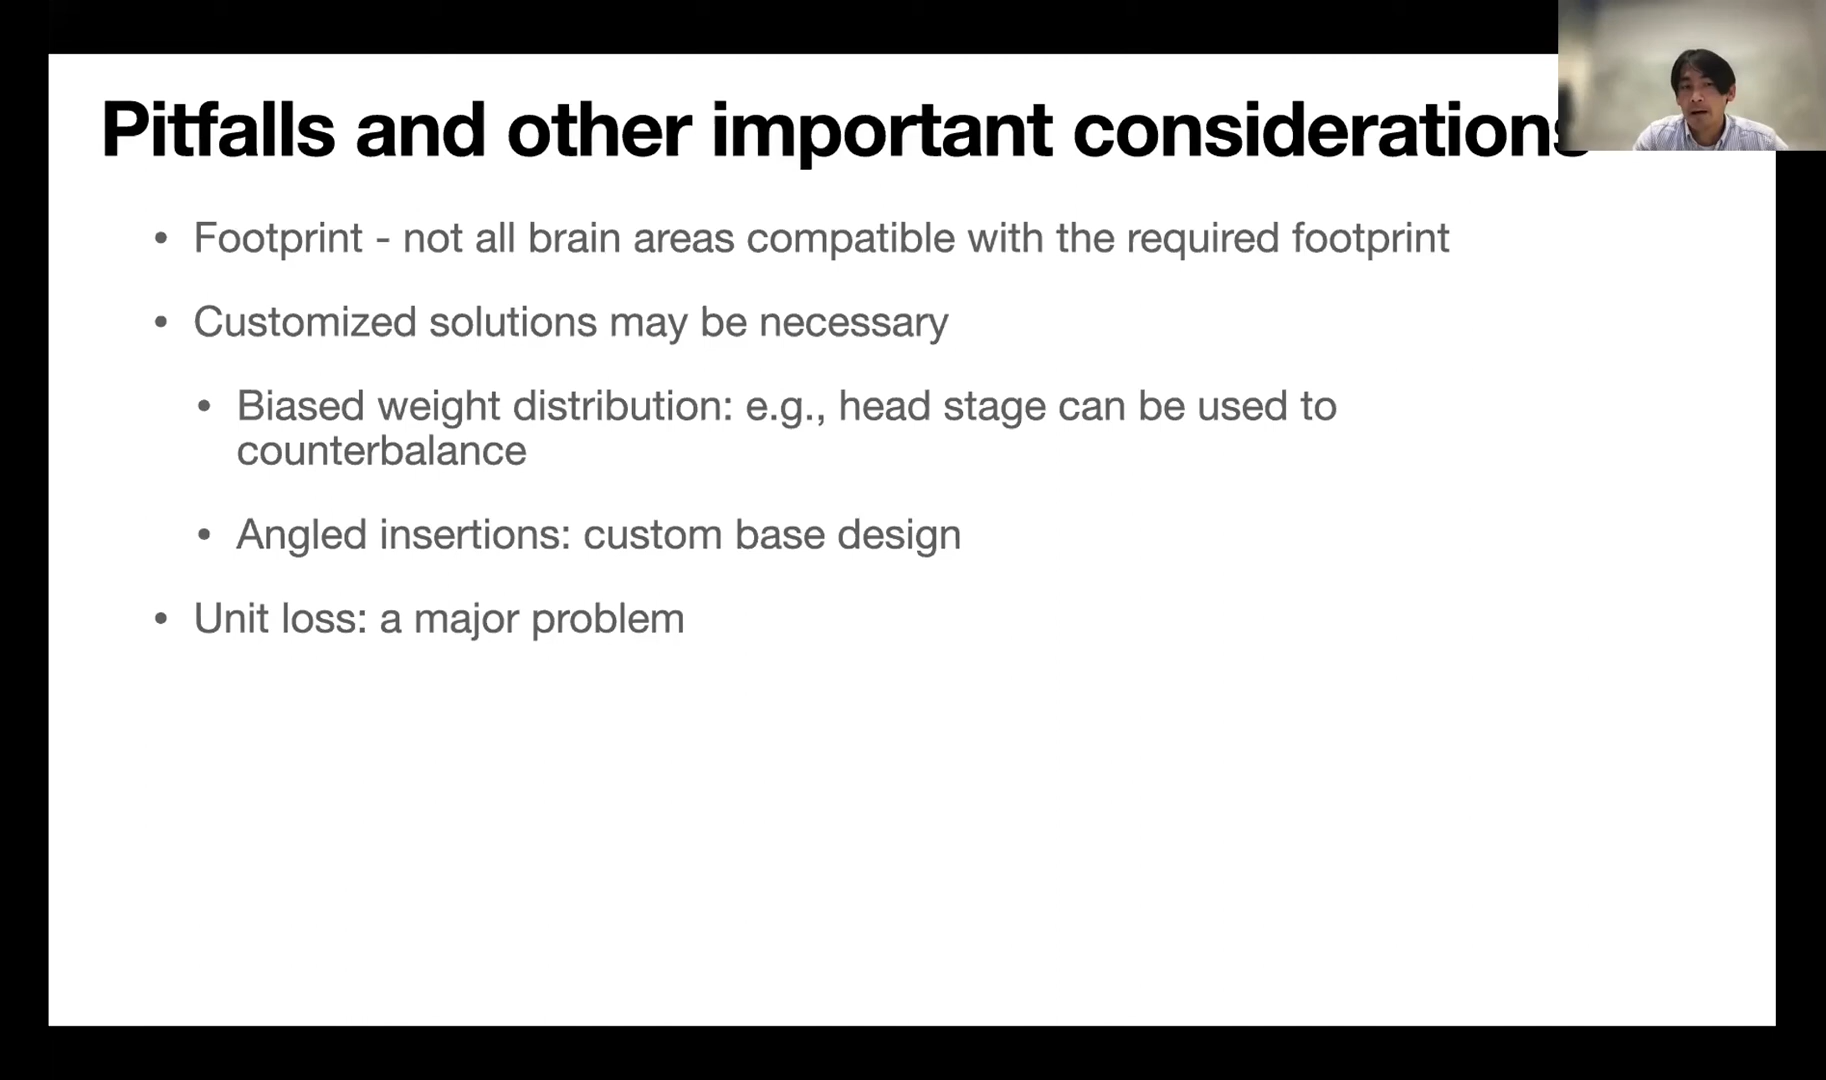 Pitfalls and other important considerations
• Footprint - not all brain areas compatible with the required footprint
• Customized solutions may be necessary
• Biased weight distribution: e.g., head stage can be used to
counterbalance
• Angled insertions: custom base design
• Unit loss: a major problem